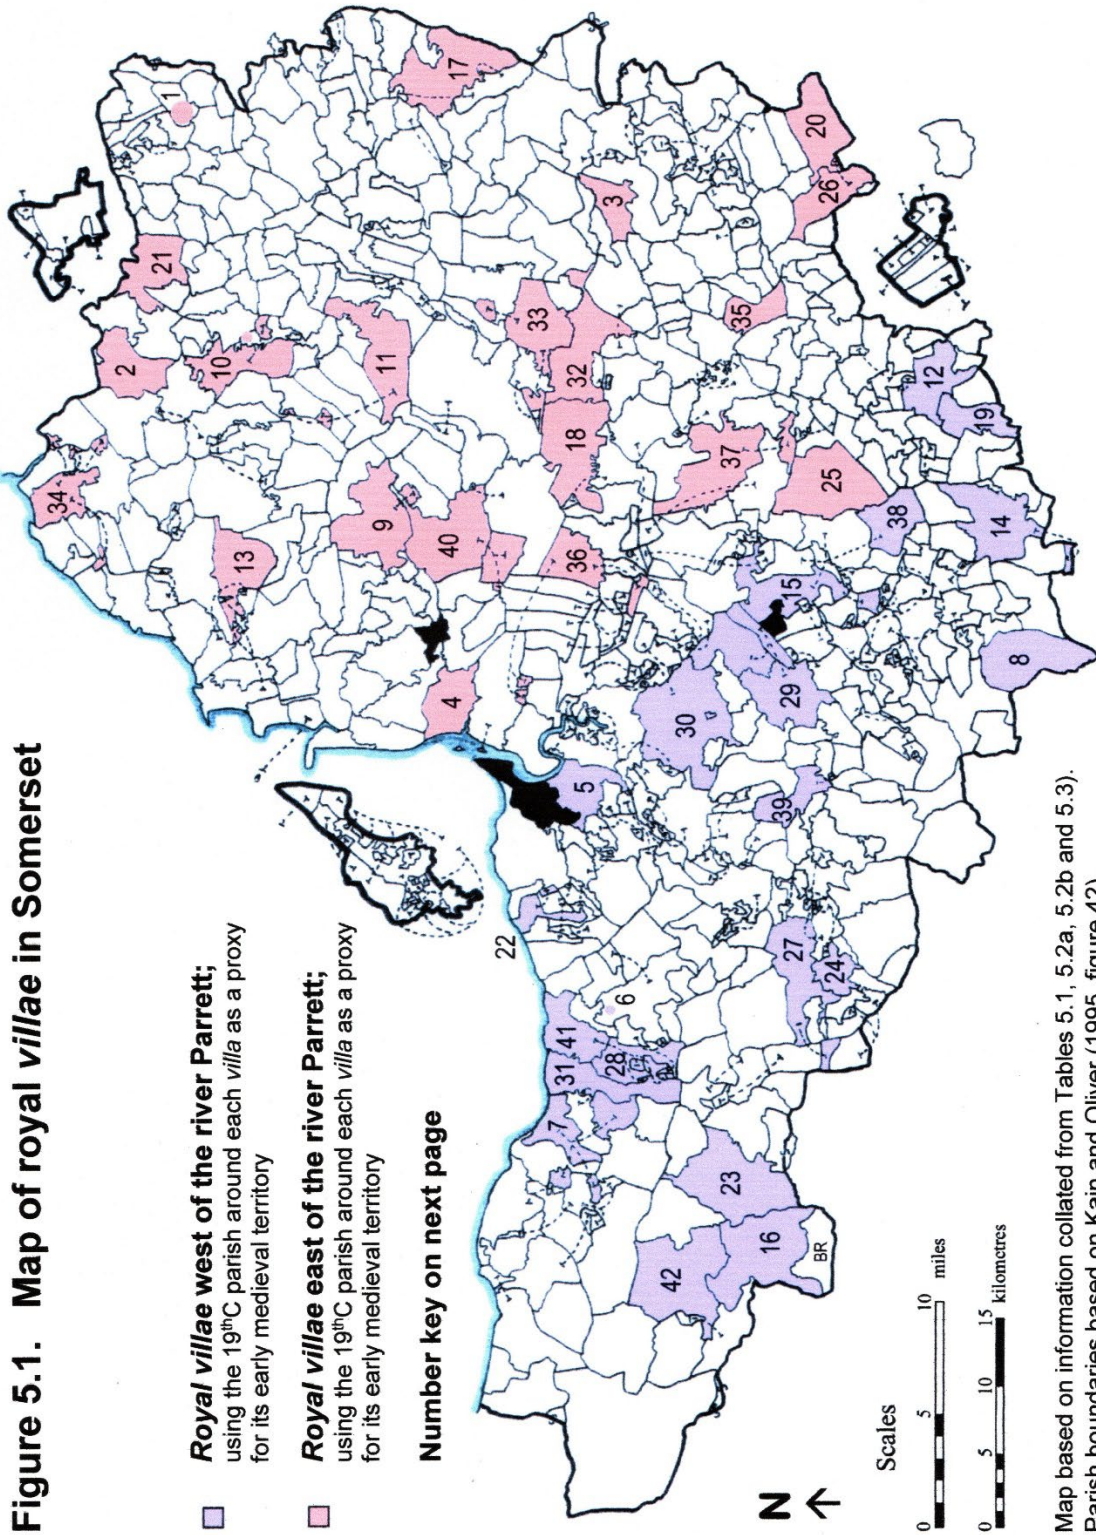 Figure 5.1. Map of royal villae in Somerset
Royal villae west of the river Parrett;
using the 19thC parish around each villa as a proxy
for its early medieval territory
Royal villae east of the river Parrett;
using the 19thC parish around each villa as a proxy
for its early medieval territory
Number key on next page
34
2
21
1
10
13
9
11
40
4
17
22
33
7
31
41
18
36
32
5
28
3
6
42
30
23
37
35
16
39
29
27
15
20
BR
26
25
24
38
12
19
14
8
N
Scales
0 5 10 miles
0 5 10 15 kilometres
Map based on information collated from Tables 5.1, 5.2a, 5.2b and 5.3).
Parish boundaries based on Kain and Oliver (1995, figure 42)